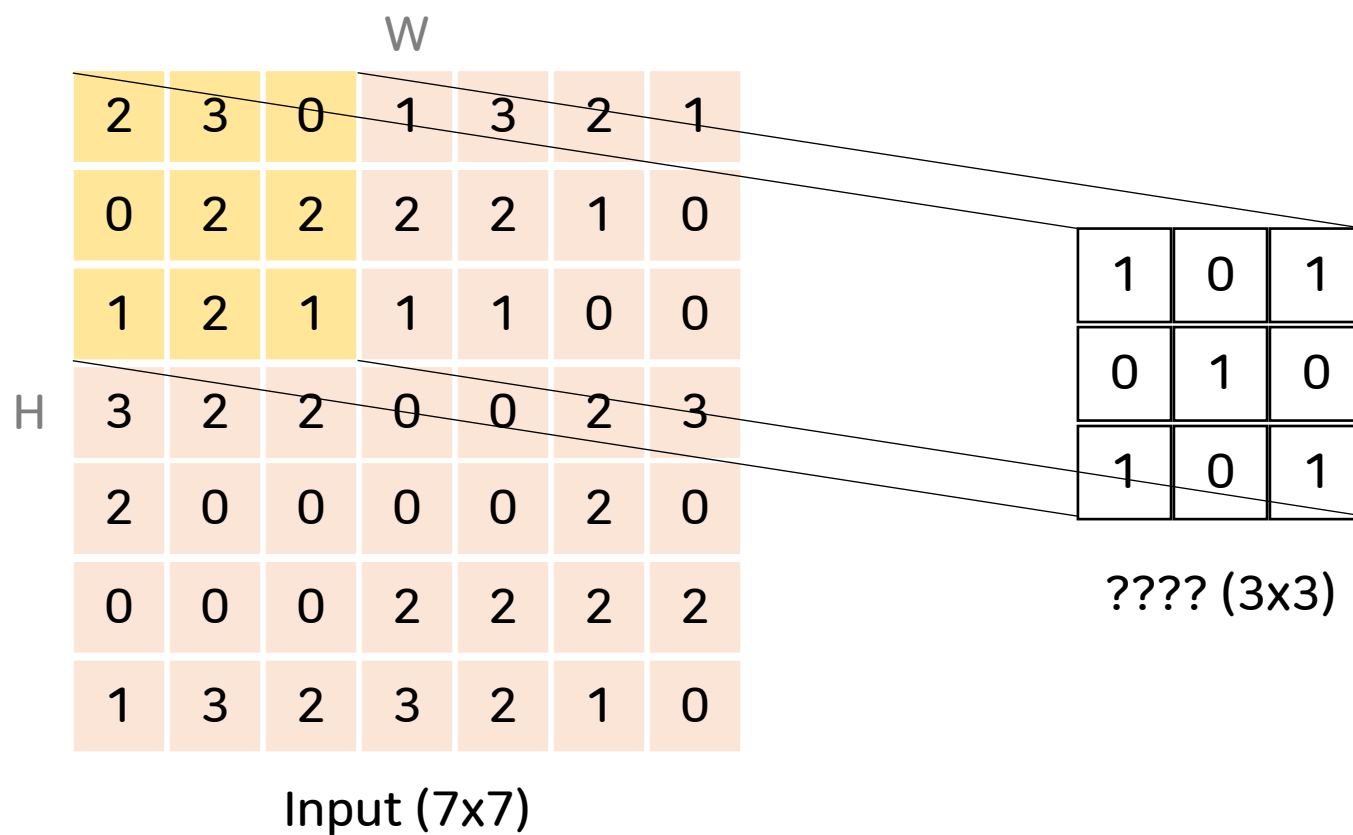 W
2 3 0 1 3 2 1
0 2 2 2 2 1 0
1 0 1
1 2 1 1 1 0 0
0 1 0
H 3 2 2 0 0 2 3
1 0 1
2 0 0 0 0 2 0
???? (3x3)
0 0 0 2 2 2 2
1 3 2 3 2 1 0
Input (7x7)